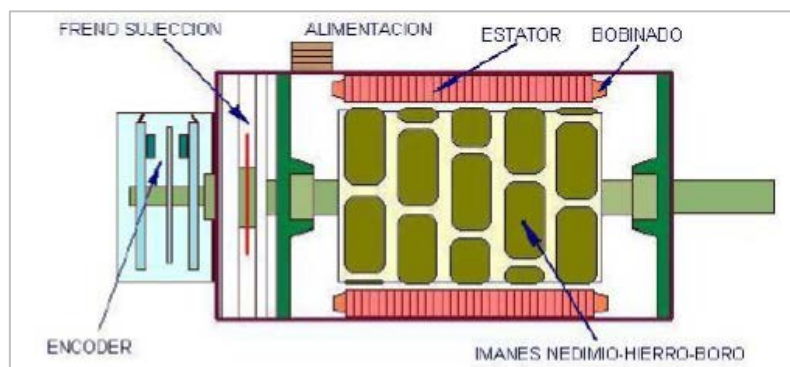 FRENO SUJECCION
ALIMENTACION
ESTATOR
BOBINADO
ENCODER
IMANES NEDIMIO-HIERRO-BORO